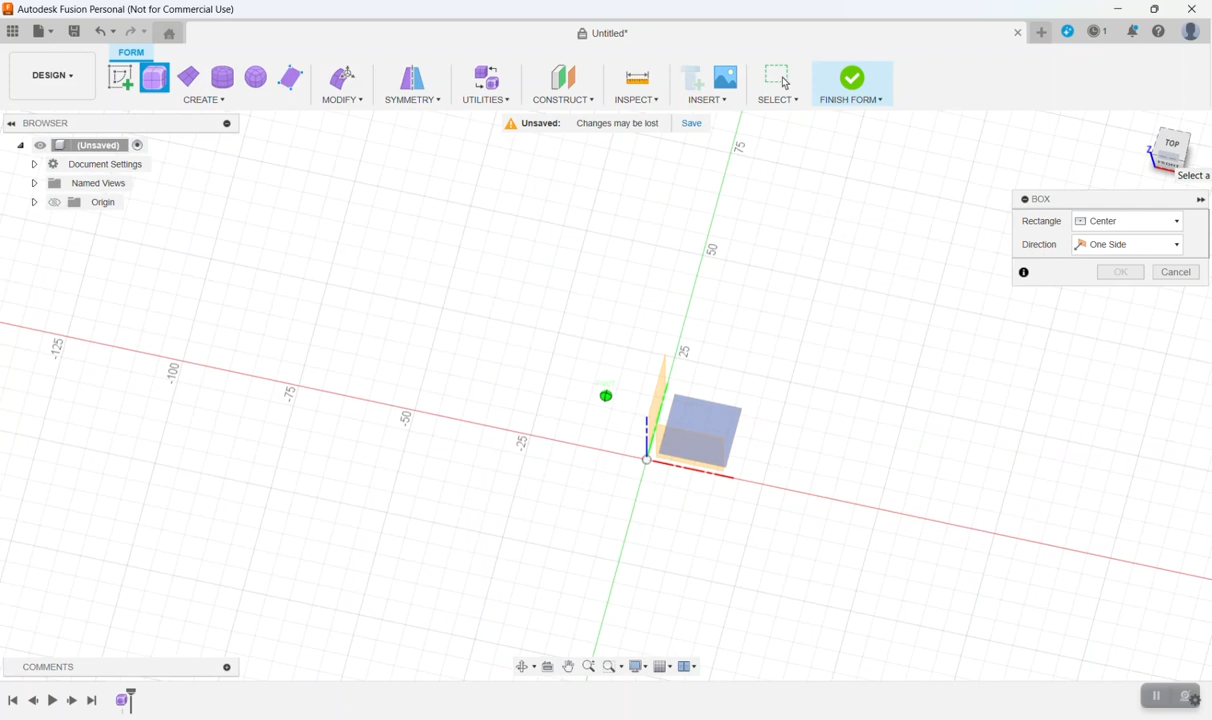 Autodesk Fusion Personal (Not for Commercial Use)
Untitled*
1
FORM
DESIGN
CREATE
MODIFY
SYMMETRY
UTILITIES
CONSTRUCT
INSPECT
INSERT
SELECT
FINISH FORM
BROWSER
Unsaved: Changes may be lost Save
(Unsaved)
Document Settings
Named Views
Origin
TOP
Z
Select a
BOX
Rectangle Center
Direction One Side
OK Cancel
75
50
25
-125
-100
-75
-50
-25
COMMENTS